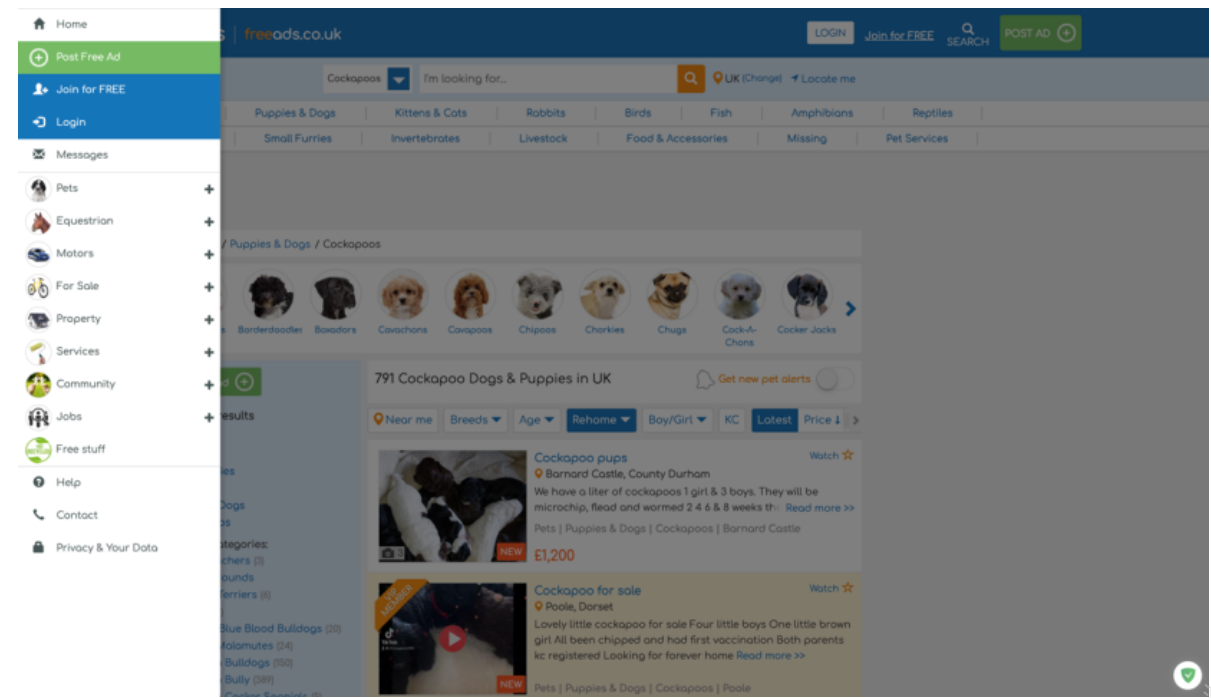 Home
Post Free Ad
Join for FREE
Login
Messages
Pets
Equestrian
Motors
For Sale
Property
Services
Community
Jobs
Free stuff
Help
Contact
Privacy & Your Data
freeads.co.uk
LOGIN
Join for FREE
SEARCH
POST AD
Cockapoos
I'm looking for...
UK (Change)
Locate me
Puppies & Dogs
Kittens & Cats
Rabbits
Birds
Fish
Amphibians
Reptiles
Small Furries
Invertebrates
Livestock
Food & Accessories
Missing
Pet Services
/ Puppies & Dogs / Cockapoos
Borderdoodles
Boxadors
Cavachons
Cavapoos
Chipoos
Chorkies
Chugs
Cock-A-
Chons
Cocker Jacks
791 Cockapoo Dogs & Puppies in UK
Get new pet alerts
Near me
Breeds
Age
Rehome
Boy/Girl
KC
Latest
Price
Cockapoo pups
Watch
Barnard Castle, County Durham
We have a liter of cockapoos 1 girl & 3 boys. They will be
microchip, flead and wormed 2 4 6 & 8 weeks th Read more >>
Pets | Puppies & Dogs | Cockapoos | Barnard Castle
3
NEW
£1,200
Cockapoo for sale
Watch
VIP
MEMBER
Poole, Dorset
Lovely little cockapoo for sale Four little boys One little brown
girl All been chipped and had first vaccination Both parents
kc registered Looking for forever home Read more >>
TikTok
NEW
Pets | Puppies & Dogs | Cockapoos | Poole
results
ies
Dogs
ategories:
chers (3)
ounds
erriers (6)
Blue Blood Bulldogs (20)
alamutes (24)
Bulldogs (150)
Bully (389)
Cocker Spaniels (5)